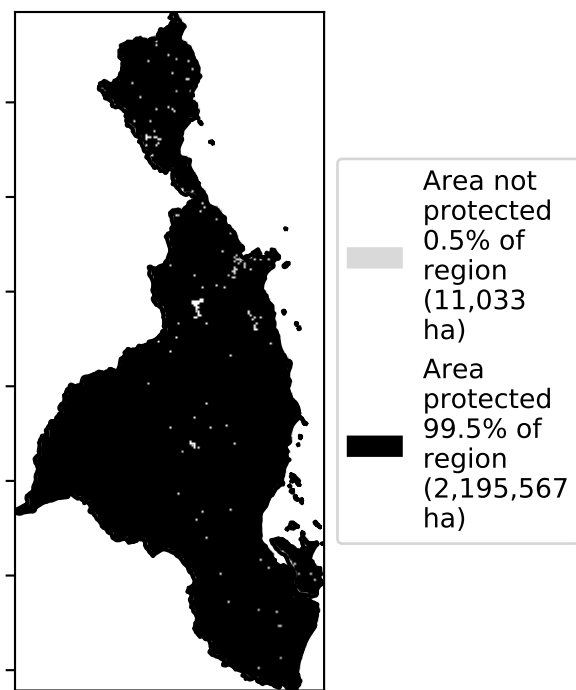 Area not
protected
0.5% of
region
(11,033
ha)
Area
protected
99.5% of
region
(2,195,567
ha)